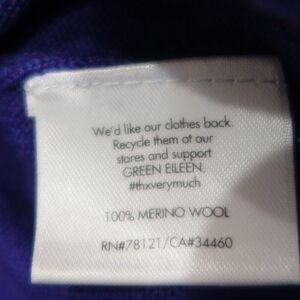 We'd like our clothes back.
Recycle them at our
stores and support
GREEN EILEEN.
#thxverymuch
100% MERINO WOOL
RN#78121/CA#34460